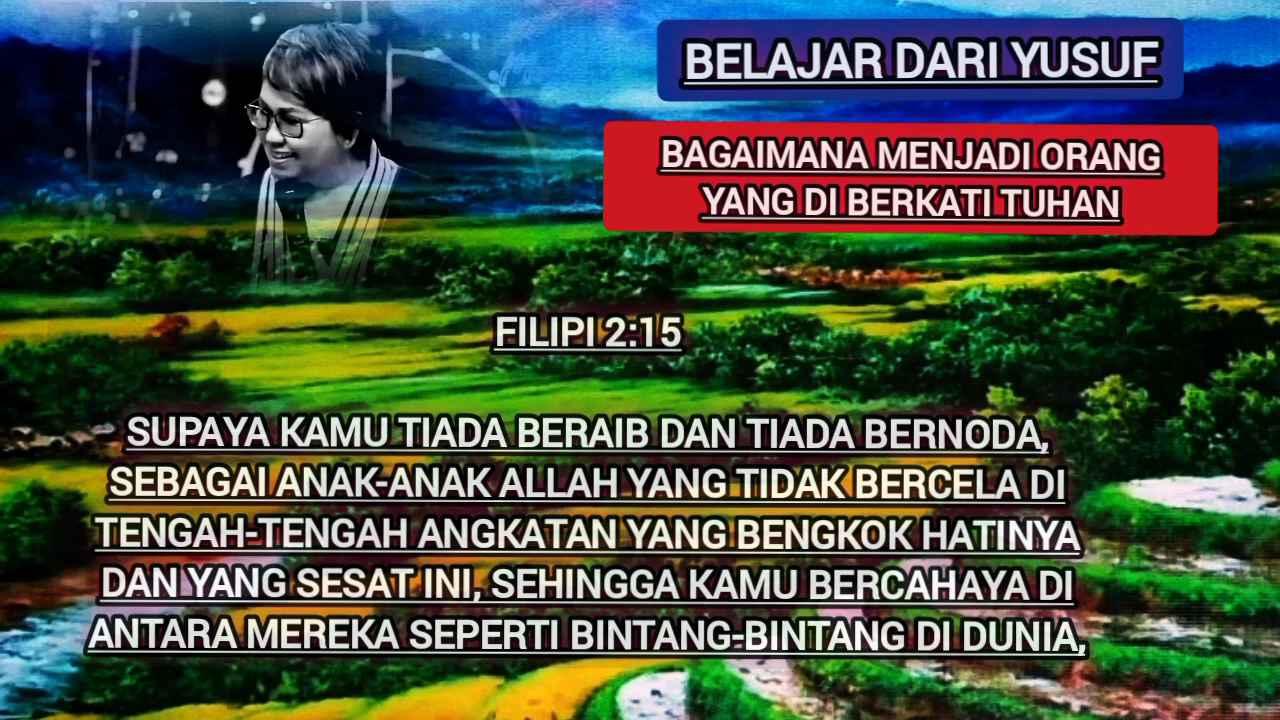 BELAJAR DARI YUSUF
BAGAIMANA MENJADI ORANG
YANG DI BERKATI TUHAN
FILIPI 2:15
SUPAYA KAMU TIADA BERAIB DAN TIADA BERNODA,
SEBAGAI ANAK-ANAK ALLAH YANG TIDAK BERCELA DI
TENGAH-TENGAH ANGKATAN YANG BENGKOK HATINYA
DAN YANG SESAT INI, SEHINGGA KAMU BERCAHAYA DI
ANTARA MEREKA SEPERTI BINTANG-BINTANG DI DUNIA,